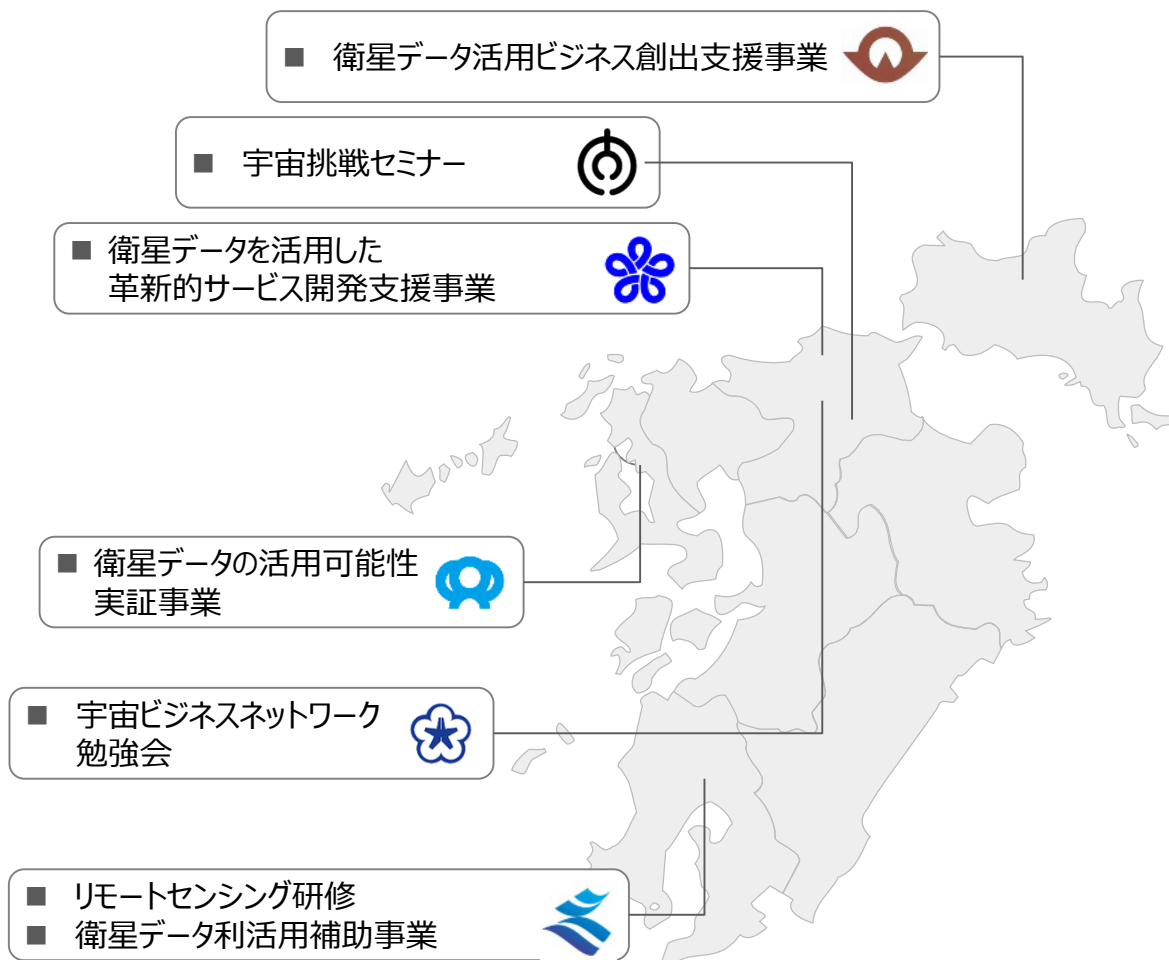 ■ 衛星データ活用ビジネス創出支援事業
■ 宇宙挑戦セミナー
■ 衛星データを活用した
革新的サービス開発支援事業
■ 衛星データの活用可能性
実証事業
■ 宇宙ビジネスネットワーク
勉強会
■ リモートセンシング研修
■ 衛星データ利活用補助事業